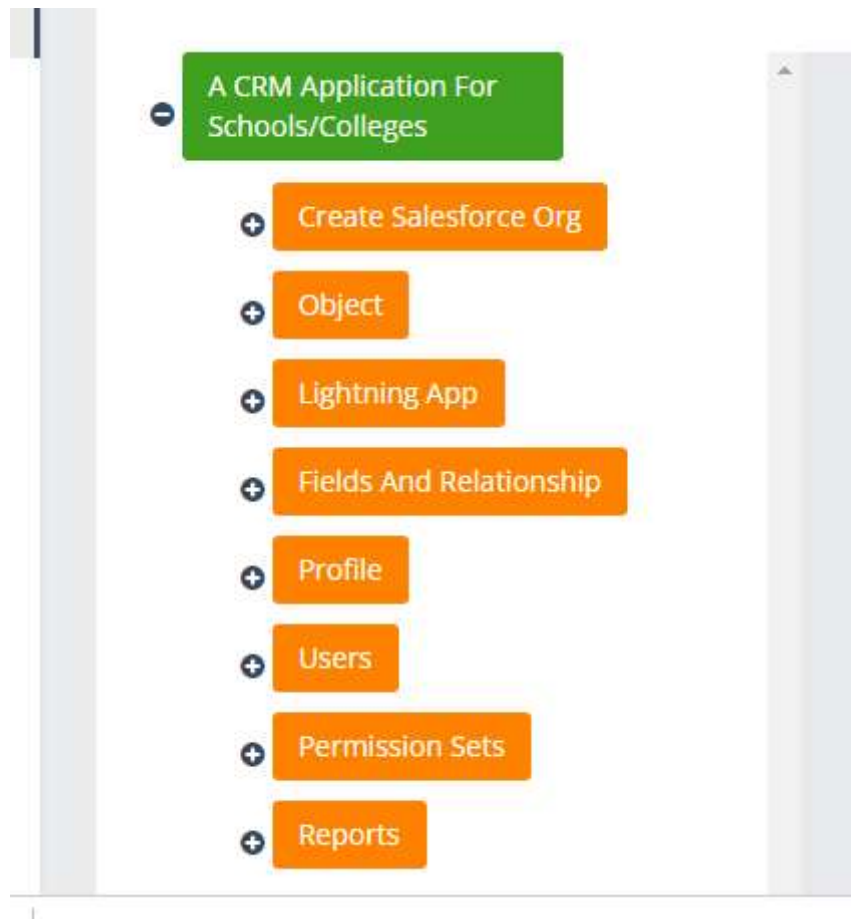 A CRM Application For
Schools/Colleges
Create Salesforce Org
Object
Lightning App
Fields And Relationship
Profile
Users
Permission Sets
Reports